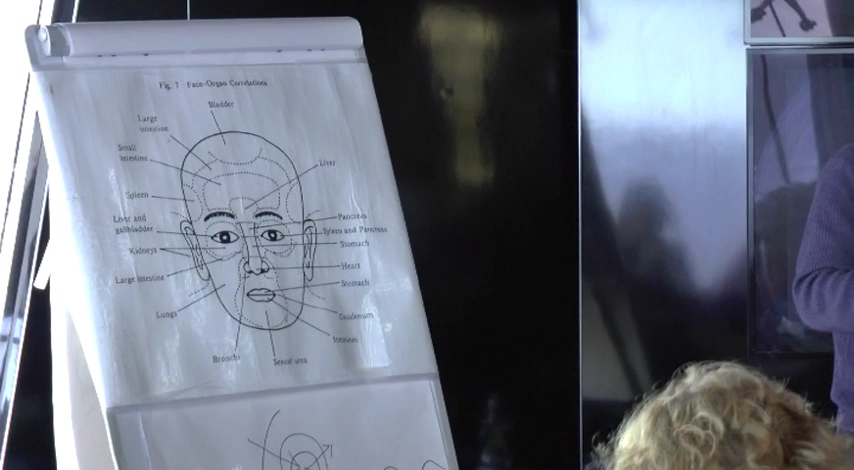 Fig. 7 Face-Organ Correlations
Bladder
Large
intestine
Small
intestine
Liver
Spleen
Liver and
gallbladder
Pancreas
Spleen and Pancreas
Kidneys
Stomach
Large intestine
Heart
Stomach
Lungs
Duodenum
Bronchi
Sexual area